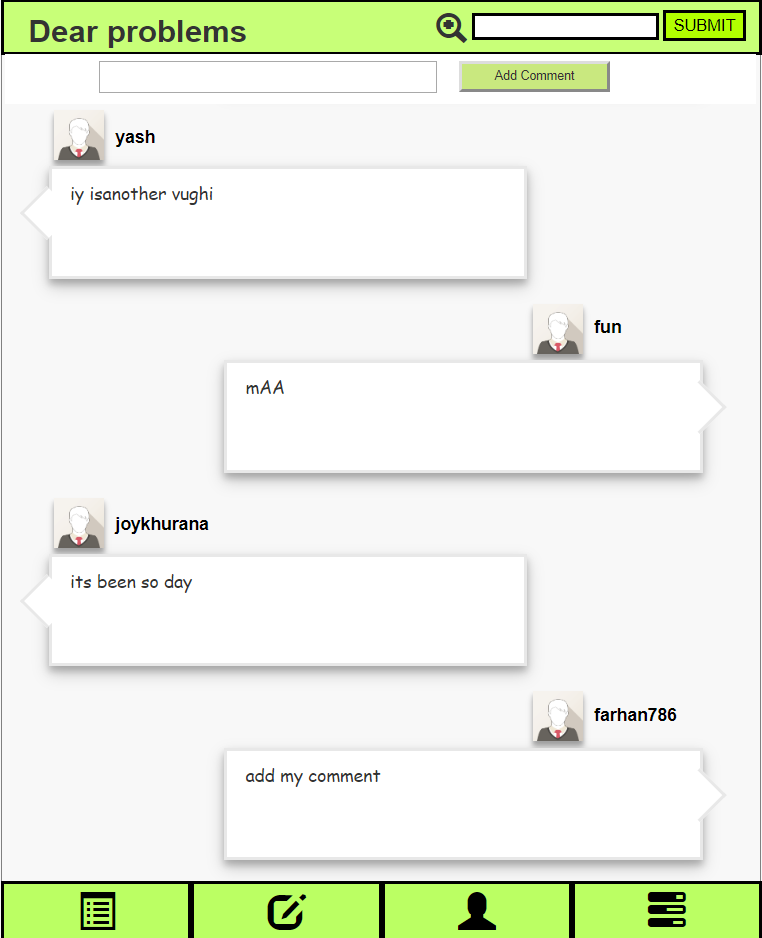 Dear problems
SUBMIT
Add Comment
yash
iy isanother vughi
fun
mAA
joykhurana
its been so day
farhan786
add my comment